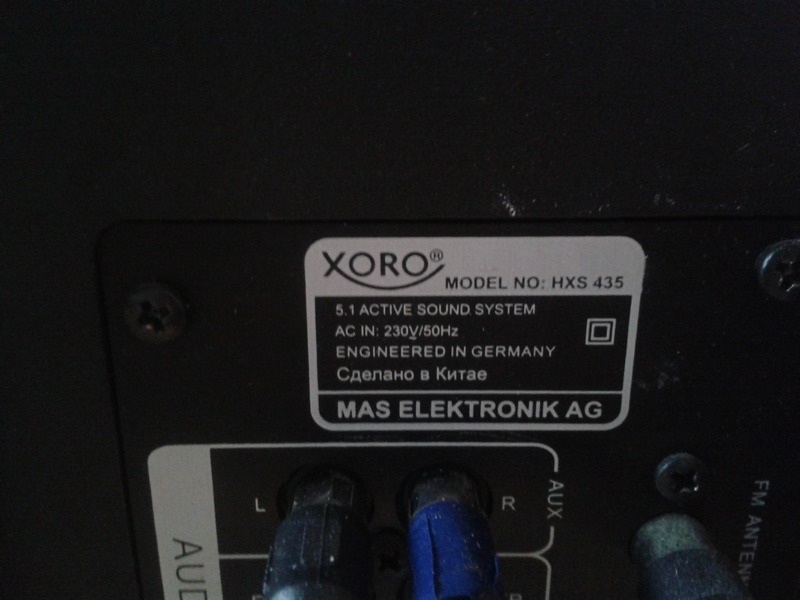 XORO®
MODEL NO: HXS 435
5.1 ACTIVE SOUND SYSTEM
AC IN: 230V/50Hz
ENGINEERED IN GERMANY
Сделано в Китае
MAS ELEKTRONIK AG
L
R
AUX
FM